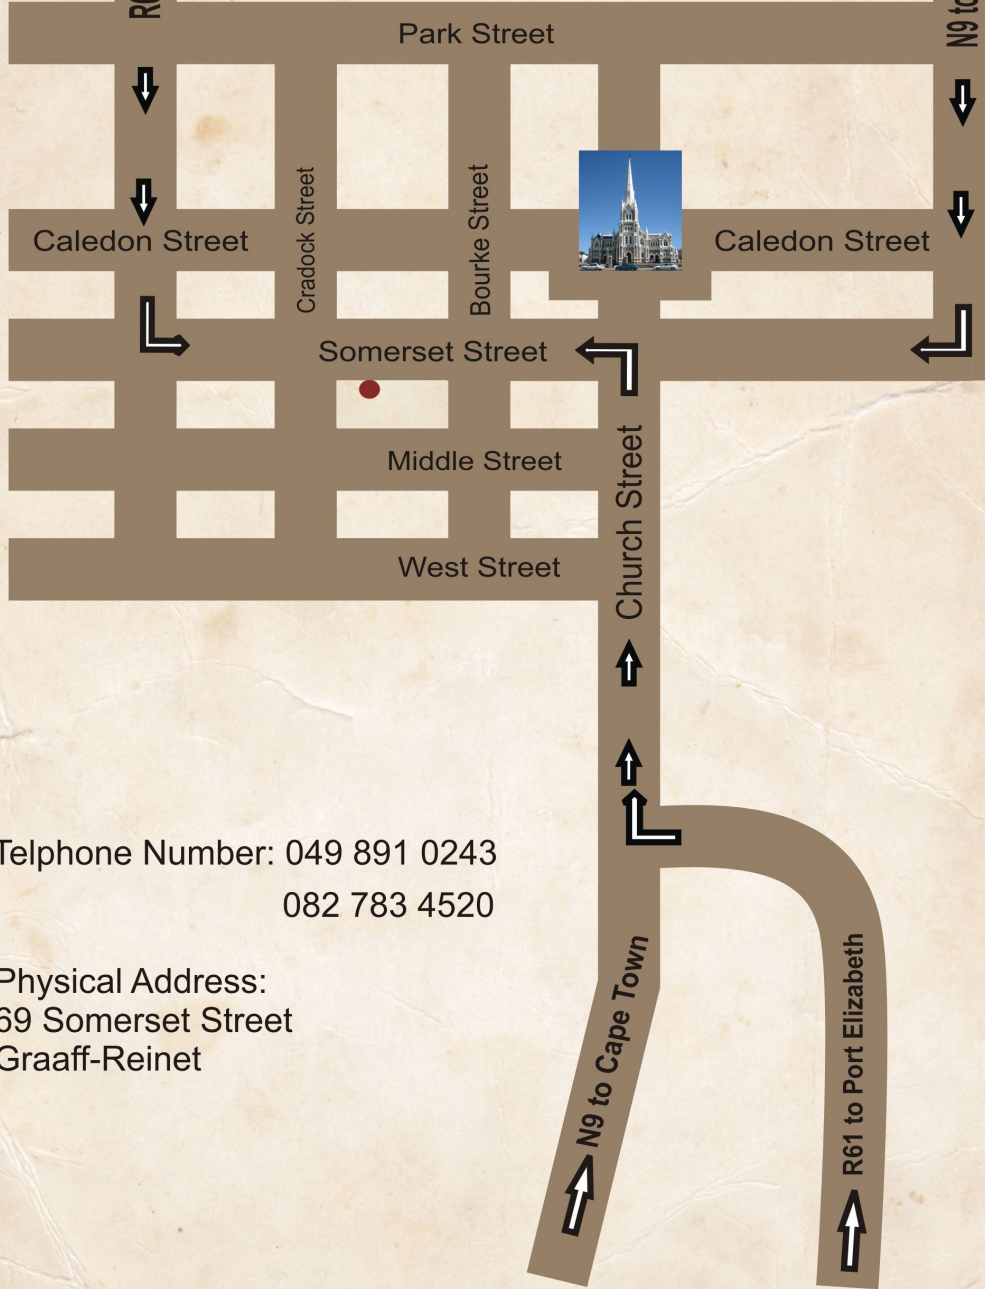 Park Street
N9 to
Caledon Street
Cradock Street
Bourke Street
Caledon Street
Somerset Street
Middle Street
Church Street
West Street
Telphone Number: 049 891 0243
082 783 4520
Physical Address:
69 Somerset Street
Graaff-Reinet
N9 to Cape Town
R61 to Port Elizabeth